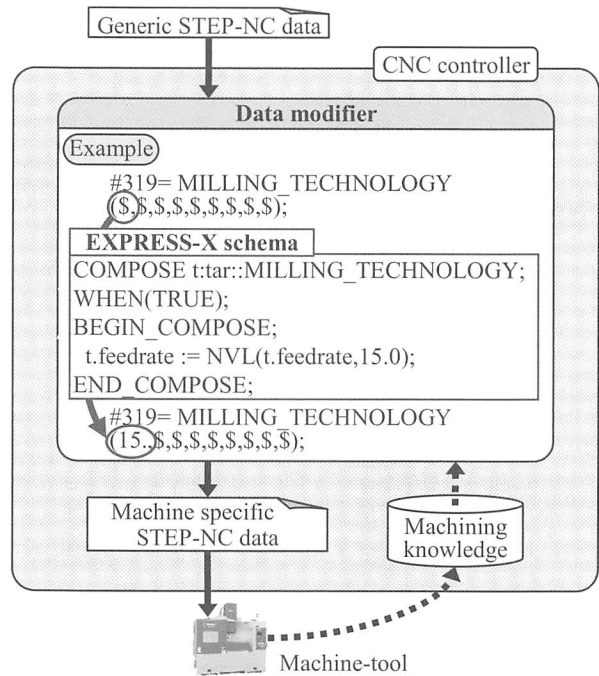 Generic STEP-NC data
CNC controller
Data modifier
Example
#319= MILLING_TECHNOLOGY
($,$,$,$,$,$,$,$,$);
EXPRESS-X schema
COMPOSE t:tar::MILLING_TECHNOLOGY;
WHEN(TRUE);
BEGIN_COMPOSE;
t.feedrate := NVL(t.feedrate,15.0);
END_COMPOSE;
#319= MILLING_TECHNOLOGY
(15.,$,$,$,$,$,$,$,$);
Machine specific
STEP-NC data
Machining
knowledge
Machine-tool